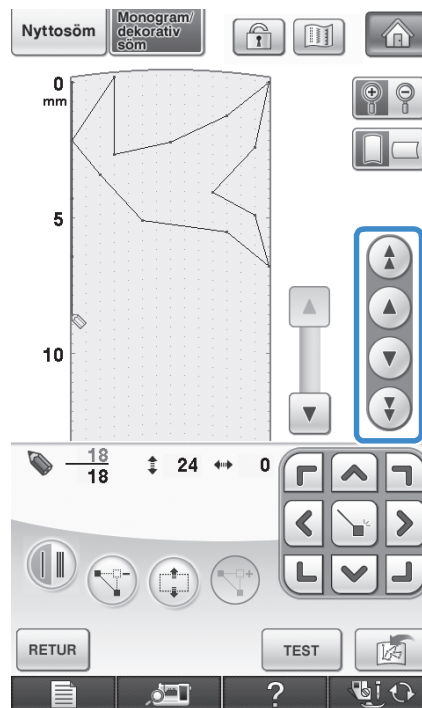 Nyttosöm
Monogram/
dekorativ
söm
0
mm
5
10
18
18
24
0
RETUR
TEST
?